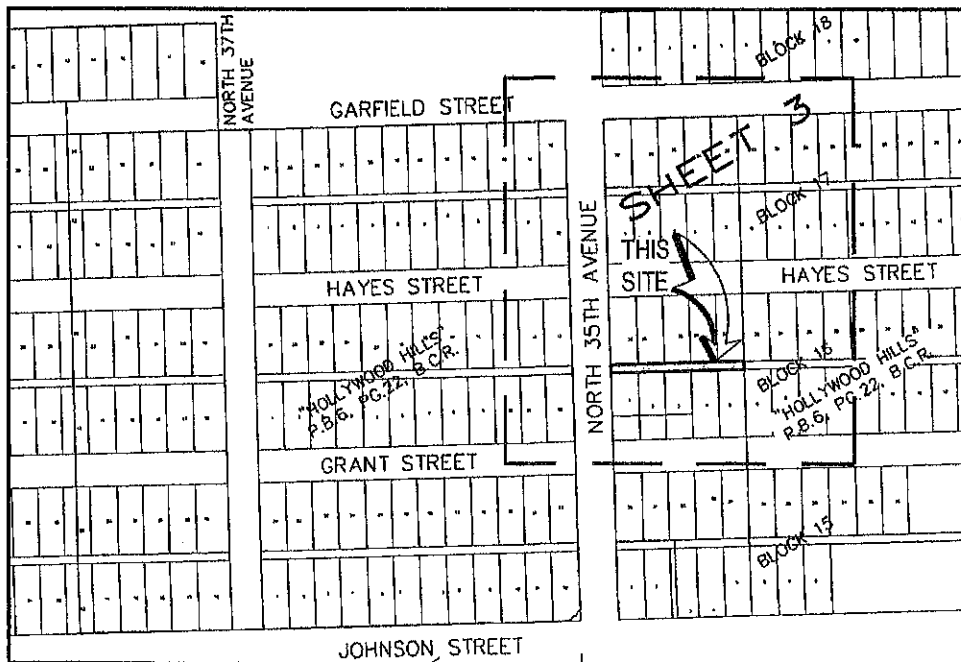 NORTH 37TH
AVENUE
BLOCK 18
GARFIELD STREET
SHEET 3
BLOCK 17
NORTH 35TH AVENUE
THIS
SITE
HAYES STREET
HAYES STREET
"HOLLYWOOD HILLS"
P.B.6, PG.22, B.C.R.
BLOCK 16
"HOLLYWOOD HILLS"
P.B.6, PG.22, B.C.R.
GRANT STREET
BLOCK 15
JOHNSON STREET